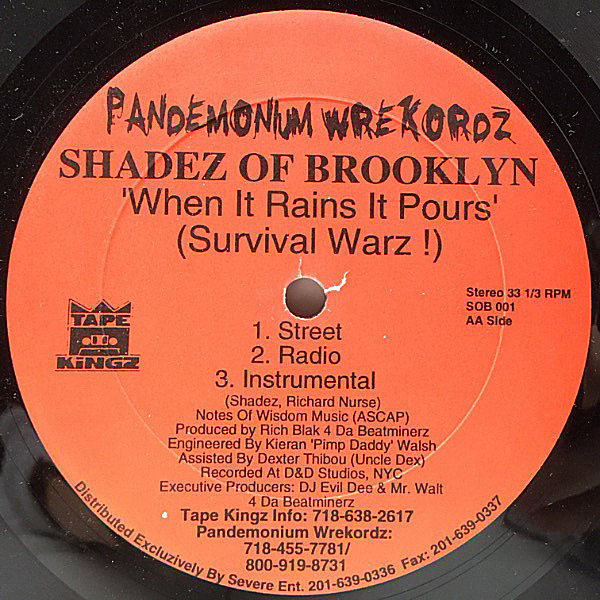 PANDEMONIUM WREKORDZ
SHADEZ OF BROOKLYN
'When It Rains It Pours'
(Survival Warz !)
Stereo 33 1/3 RPM
SOB 001
AA Side
TAPE
KiNGZ
1. Street
2. Radio
3. Instrumental
(Shadez, Richard Nurse)
Notes Of Wisdom Music (ASCAP)
Produced by Rich Blak 4 Da Beatminerz
Engineered By Kieran 'Pimp Daddy' Walsh
Assisted By Dexter Thibou (Uncle Dex)
Recorded At D&D Studios, NYC
Executive Producers: DJ Evil Dee & Mr. Walt
4 Da Beatminerz
Tape Kingz Info: 718-638-2617
Pandemonium Wrekordz:
718-455-7781/
800-919-8731
Distributed Excluzively By Severe Ent. 201-639-0336 Fax: 201-639-0337